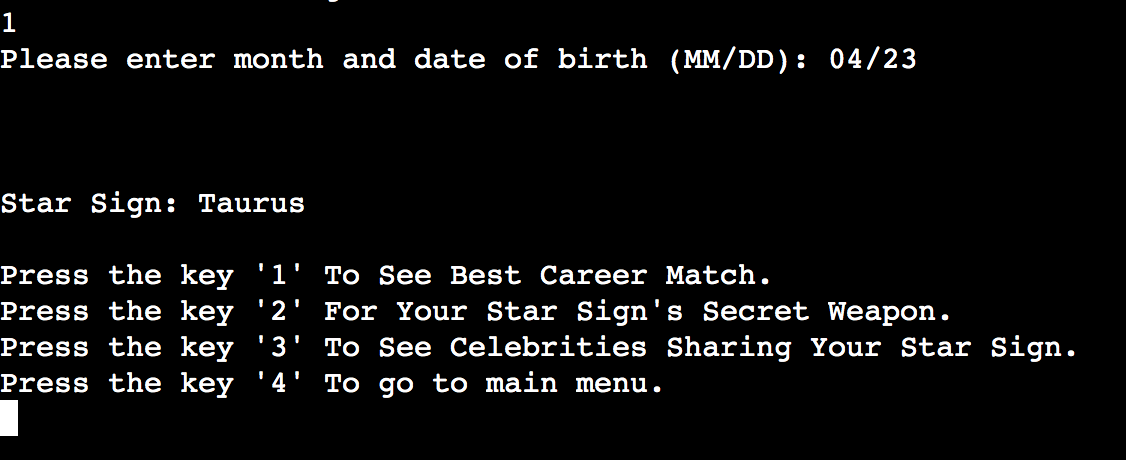 1
Please enter month and date of birth (MM/DD): 04/23
Star Sign: Taurus
Press the key '1' To See Best Career Match.
Press the key '2' For Your Star Sign's Secret Weapon.
Press the key '3' To See Celebrities Sharing Your Star Sign.
Press the key '4' To go to main menu.